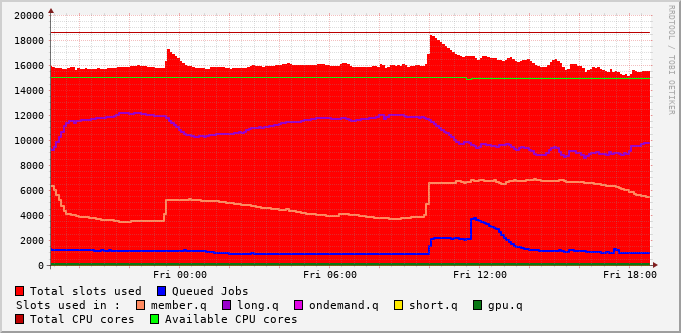 RRDTOOL / TOBI OETIKER
20000
18000
16000
14000
12000
10000
8000
6000
4000
2000
0
Fri 00:00 Fri 06:00 Fri 12:00 Fri 18:00
Total slots used Queued Jobs
Slots used in : member.q long.q ondemand.q short.q gpu.q
Total CPU cores Available CPU cores